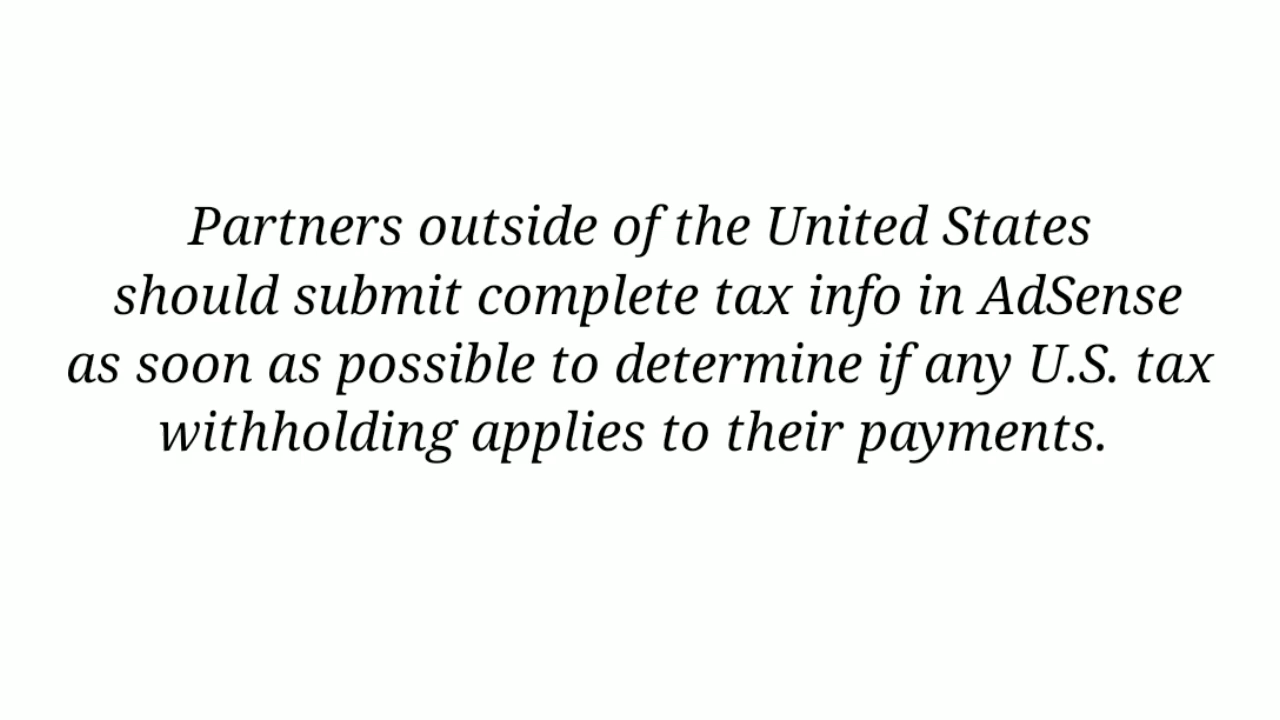 Partners outside of the United States
should submit complete tax info in AdSense
as soon as possible to determine if any U.S. tax
withholding applies to their payments.